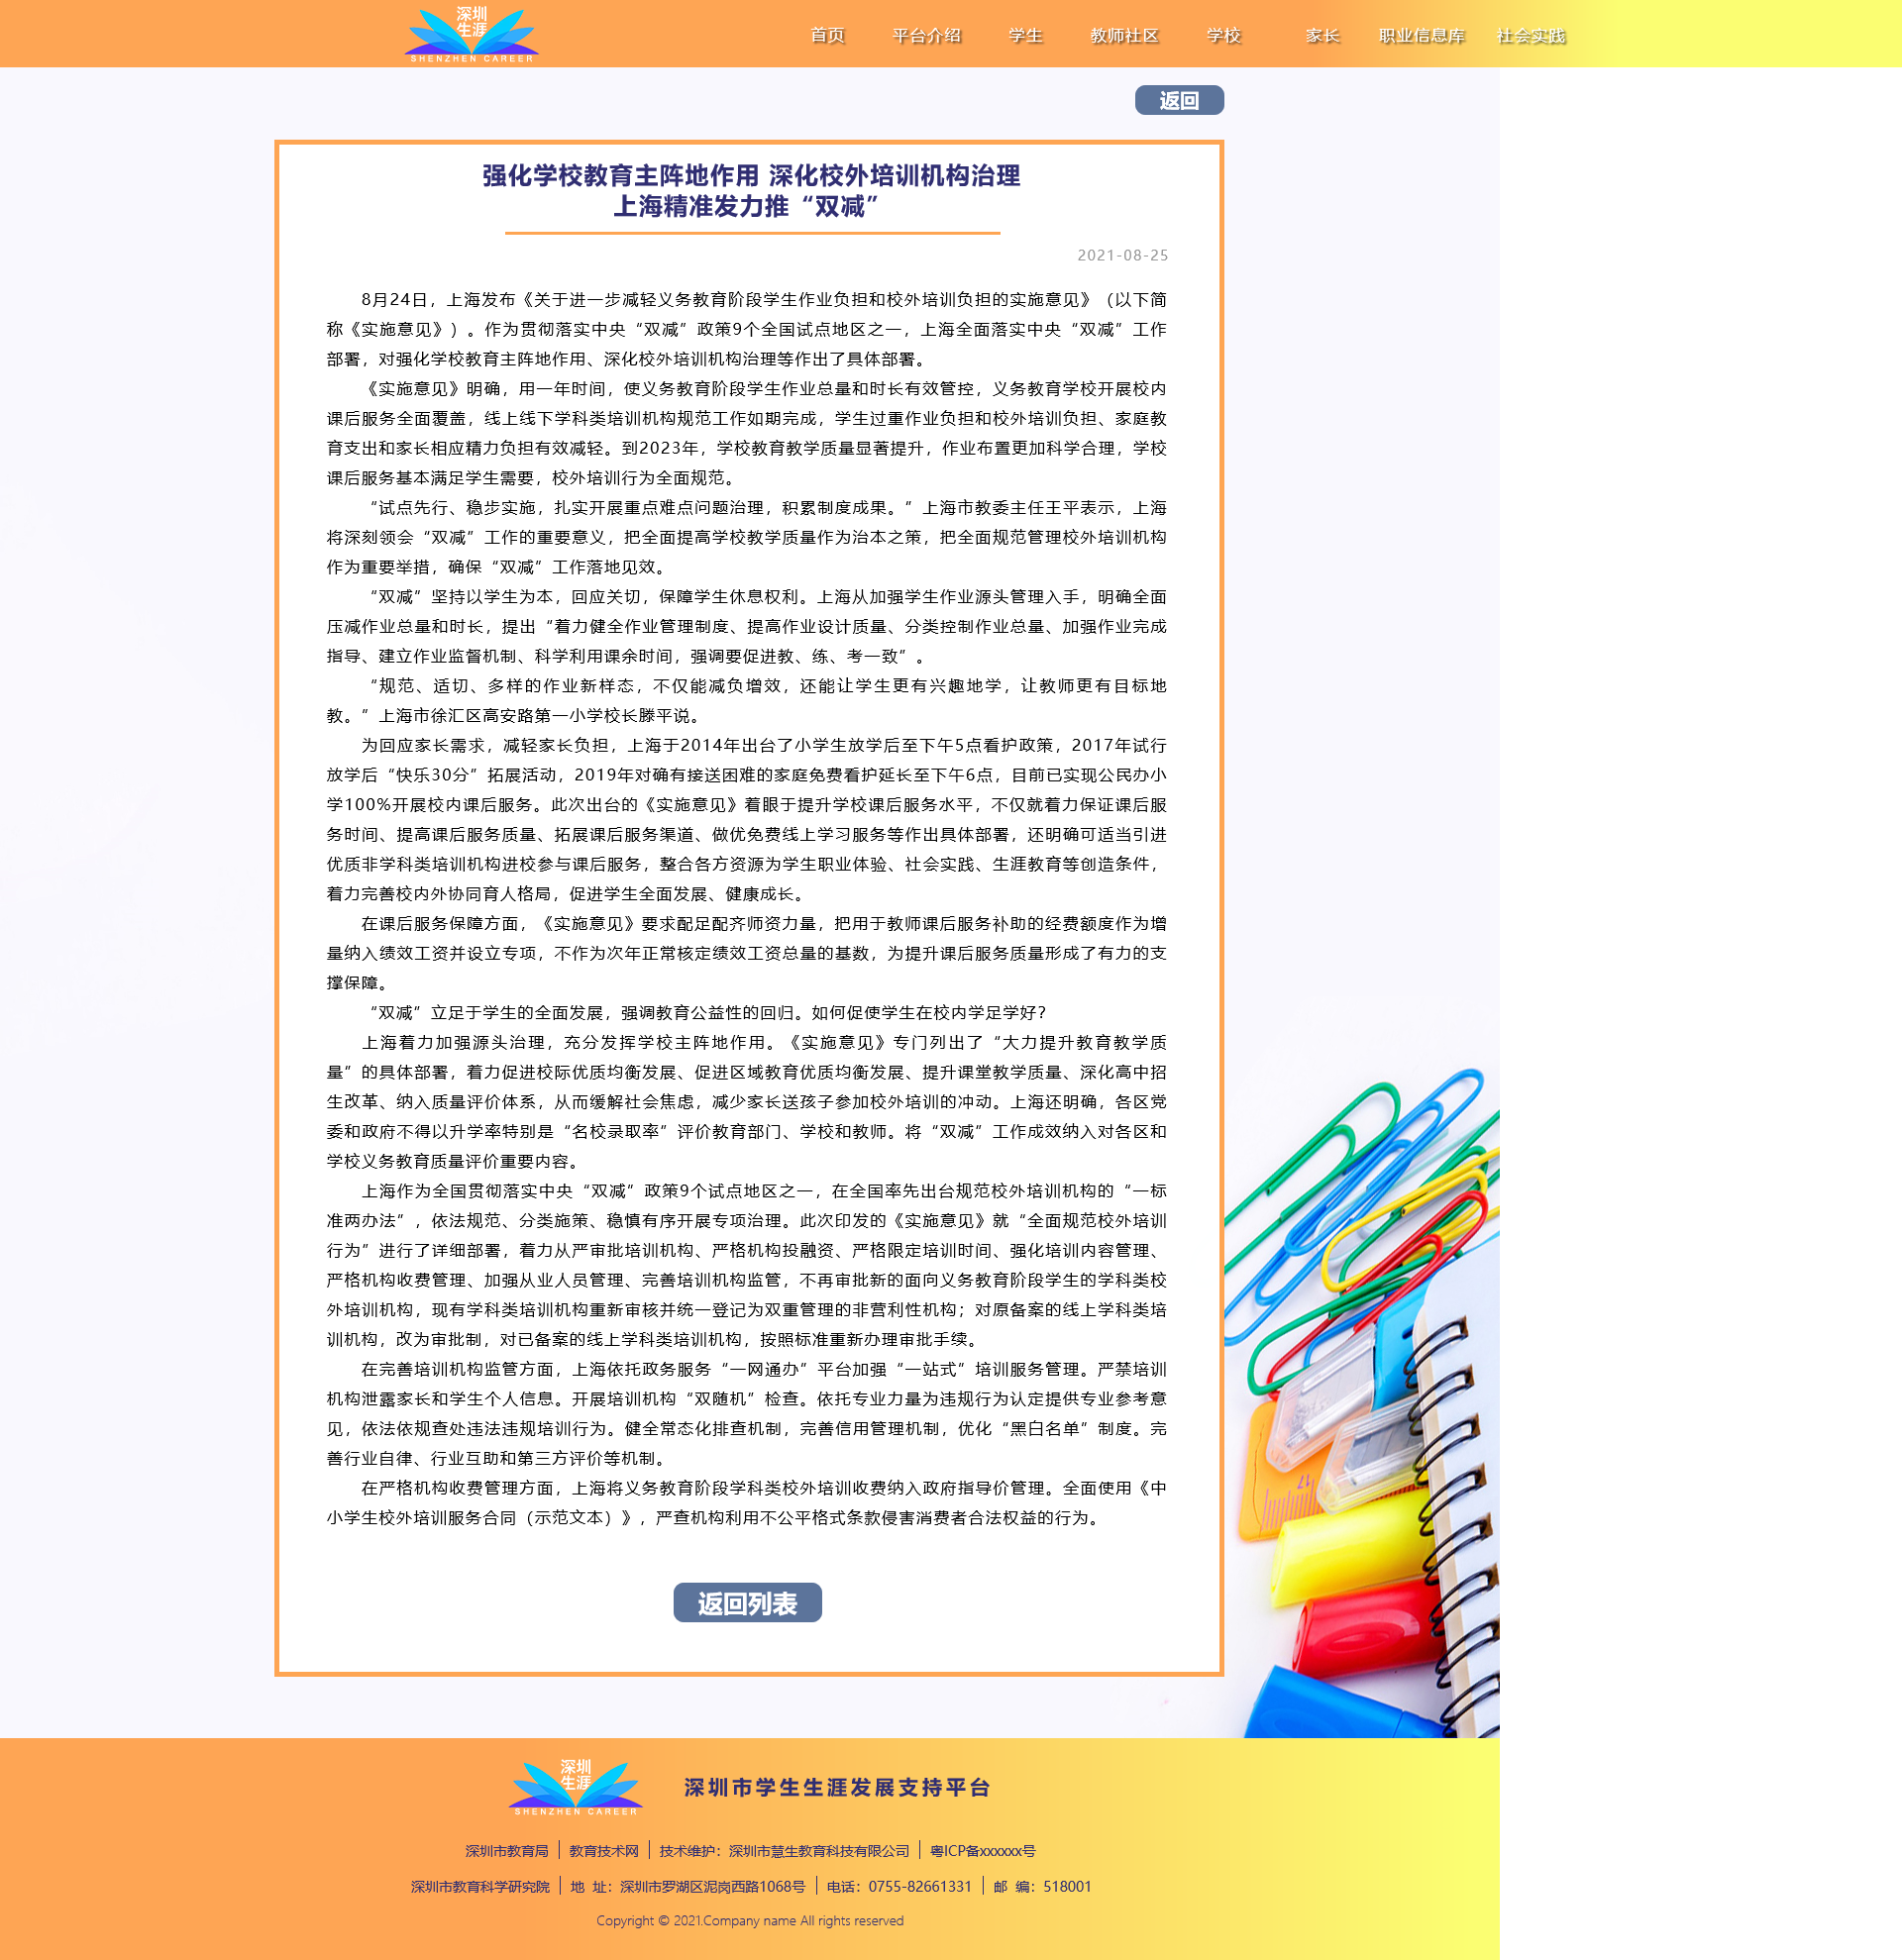 深圳
生涯
SHENZHEN CAREER
首页 平台介绍 学生 教师社区 学校 家长 职业信息库 社会实践
返回
强化学校教育主阵地作用 深化校外培训机构治理
上海精准发力推“双减”
2021-08-25
8月24日，上海发布《关于进一步减轻义务教育阶段学生作业负担和校外培训负担的实施意见》（以下简
称《实施意见》）。作为贯彻落实中央“双减”政策9个全国试点地区之一，上海全面落实中央“双减”工作
部署，对强化学校教育主阵地作用、深化校外培训机构治理等作出了具体部署。
《实施意见》明确，用一年时间，使义务教育阶段学生作业总量和时长有效管控，义务教育学校开展校内
课后服务全面覆盖，线上线下学科类培训机构规范工作如期完成，学生过重作业负担和校外培训负担、家庭教
育支出和家长相应精力负担有效减轻。到2023年，学校教育教学质量显著提升，作业布置更加科学合理，学校
课后服务基本满足学生需要，校外培训行为全面规范。
“试点先行、稳步实施，扎实开展重点难点问题治理，积累制度成果。”上海市教委主任王平表示，上海
将深刻领会“双减”工作的重要意义，把全面提高学校教学质量作为治本之策，把全面规范管理校外培训机构
作为重要举措，确保“双减”工作落地见效。
“双减”坚持以学生为本，回应关切，保障学生休息权利。上海从加强学生作业源头管理入手，明确全面
压减作业总量和时长，提出“着力健全作业管理制度、提高作业设计质量、分类控制作业总量、加强作业完成
指导、建立作业监督机制、科学利用课余时间，强调要促进教、练、考一致”。
“规范、适切、多样的作业新样态，不仅能减负增效，还能让学生更有兴趣地学，让教师更有目标地
教。”上海市徐汇区高安路第一小学校长滕平说。
为回应家长需求，减轻家长负担，上海于2014年出台了小学生放学后至下午5点看护政策，2017年试行
放学后“快乐30分”拓展活动，2019年对确有接送困难的家庭免费看护延长至下午6点，目前已实现公民办小
学100%开展校内课后服务。此次出台的《实施意见》着眼于提升学校课后服务水平，不仅就着力保证课后服
务时间、提高课后服务质量、拓展课后服务渠道、做优免费线上学习服务等作出具体部署，还明确可适当引进
优质非学科类培训机构进校参与课后服务，整合各方资源为学生职业体验、社会实践、生涯教育等创造条件，
着力完善校内外协同育人格局，促进学生全面发展、健康成长。
在课后服务保障方面，《实施意见》要求配足配齐师资力量，把用于教师课后服务补助的经费额度作为增
量纳入绩效工资并设立专项，不作为次年正常核定绩效工资总量的基数，为提升课后服务质量形成了有力的支
撑保障。
“双减”立足于学生的全面发展，强调教育公益性的回归。如何促使学生在校内学足学好？
上海着力加强源头治理，充分发挥学校主阵地作用。《实施意见》专门列出了“大力提升教育教学质
量”的具体部署，着力促进校际优质均衡发展、促进区域教育优质均衡发展、提升课堂教学质量、深化高中招
生改革、纳入质量评价体系，从而缓解社会焦虑，减少家长送孩子参加校外培训的冲动。上海还明确，各区党
委和政府不得以升学率特别是“名校录取率”评价教育部门、学校和教师。将“双减”工作成效纳入对各区和
学校义务教育质量评价重要内容。
上海作为全国贯彻落实中央“双减”政策9个试点地区之一，在全国率先出台规范校外培训机构的“一标
准两办法”，依法规范、分类施策、稳慎有序开展专项治理。此次印发的《实施意见》就“全面规范校外培训
行为”进行了详细部署，着力从严审批培训机构、严格机构投融资、严格限定培训时间、强化培训内容管理、
严格机构收费管理、加强从业人员管理、完善培训机构监管，不再审批新的面向义务教育阶段学生的学科类校
外培训机构，现有学科类培训机构重新审核并统一登记为双重管理的非营利性机构；对原备案的线上学科类培
训机构，改为审批制，对已备案的线上学科类培训机构，按照标准重新办理审批手续。
在完善培训机构监管方面，上海依托政务服务“一网通办”平台加强“一站式”培训服务管理。严禁培训
机构泄露家长和学生个人信息。开展培训机构“双随机”检查。依托专业力量为违规行为认定提供专业参考意
见，依法依规查处违法违规培训行为。健全常态化排查机制，完善信用管理机制，优化“黑白名单”制度。完
善行业自律、行业互助和第三方评价等机制。
在严格机构收费管理方面，上海将义务教育阶段学科类校外培训收费纳入政府指导价管理。全面使用《中
小学生校外培训服务合同（示范文本）》，严查机构利用不公平格式条款侵害消费者合法权益的行为。
返回列表
深圳
生涯
SHENZHEN CAREER
深圳市学生生涯发展支持平台
深圳市教育局 教育技术网 技术维护：深圳市慧生教育科技有限公司 粤ICP备xxxxxx号
深圳市教育科学研究院 地 址：深圳市罗湖区泥岗西路1068号 电话：0755-82661331 邮 编：518001
Copyright © 2021.Company name All rights reserved